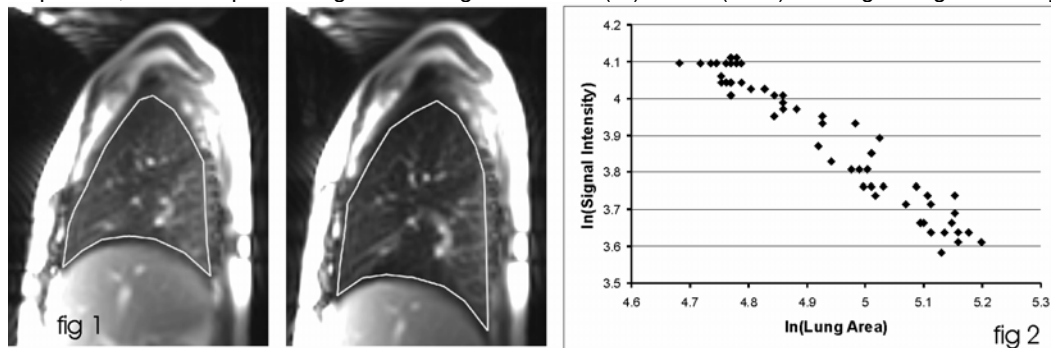 fig 1
4.2
4.1
4
3.9
3.8
3.7
3.6
3.5
ln(Signal Intensity)
4.6 4.7 4.8 4.9 5 5.1 5.2 5.3
ln(Lung Area)
fig 2